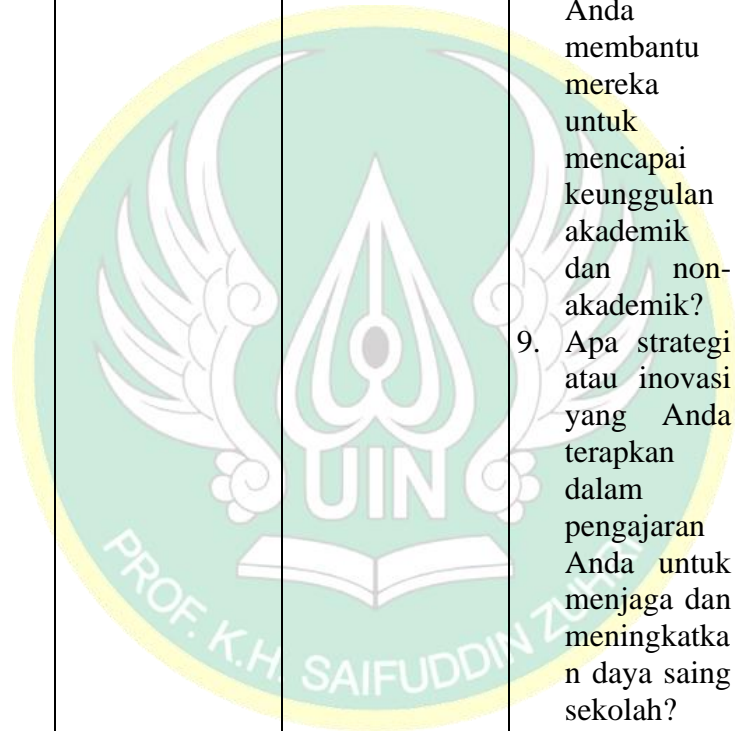 Anda
membantu
mereka
untuk
mencapai
keunggulan
akademik
dan non-
akademik?
9. Apa strategi
atau inovasi
yang Anda
terapkan
dalam
pengajaran
Anda untuk
menjaga dan
meningkatka
n daya saing
sekolah?
UIN
PROF. K.H. SAIFUDDIN ZUHRI